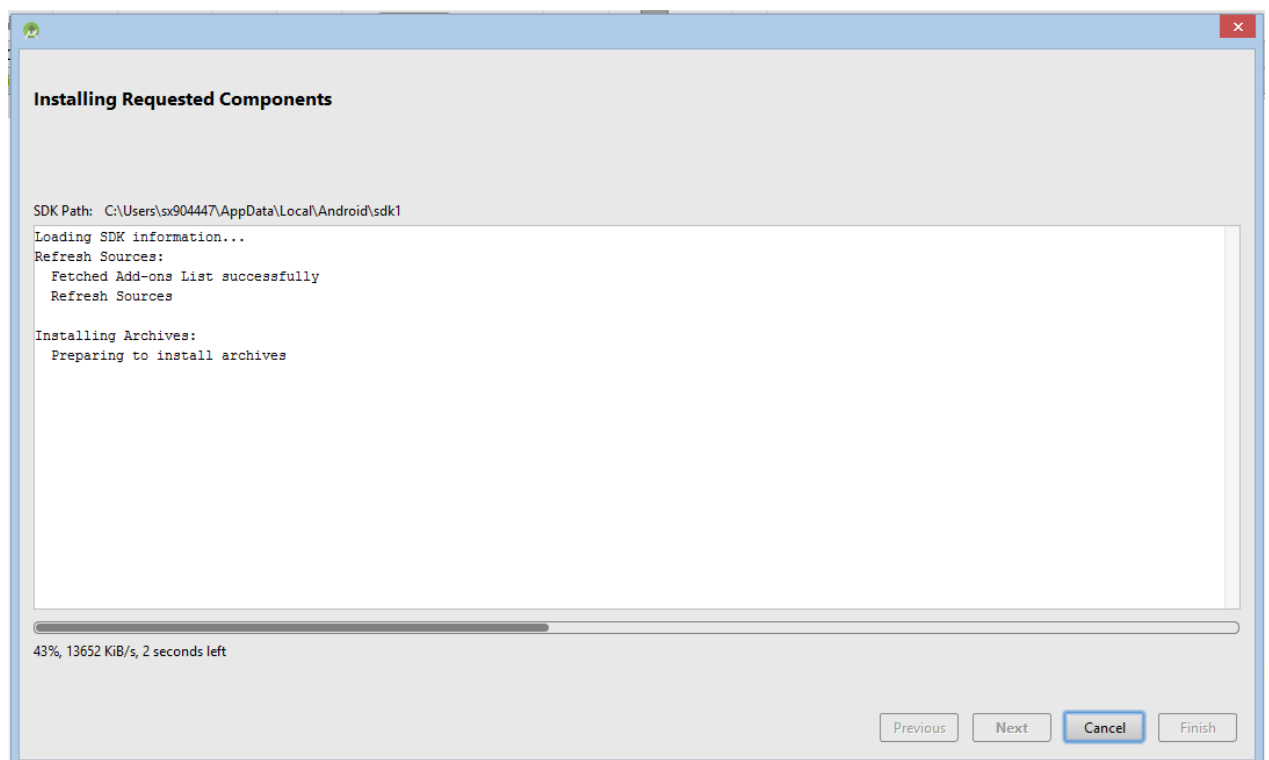 Installing Requested Components
SDK Path: C:\Users\sx904447\AppData\Local\Android\sdk1
Loading SDK information...
Refresh Sources:
Fetched Add-ons List successfully
Refresh Sources
Installing Archives:
Preparing to install archives
43%, 13652 KiB/s, 2 seconds left
Previous Next Cancel Finish